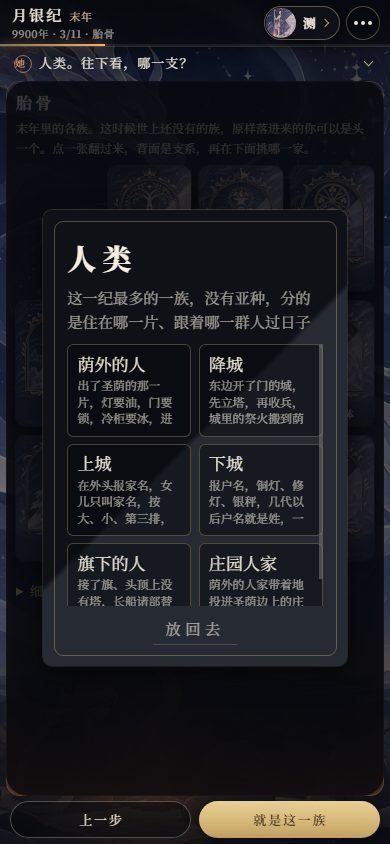 月银纪 末年
9900年 · 3/11 · 胎骨
测
她 人类。往下看，哪一支？
胎骨
末年里的各族。这时候世上还没有的族，原样落进来的你可以是头
一个。点一张翻过来，背面是支系，再在下面挑哪一家。
人类
这一纪最多的一族，没有亚种，分的
是住在哪一片、跟着哪一群人过日子
荫外的人
出了圣荫的那一
片，灯要油，门要
锁，冷柜要冰，进
降城
东边开了门的城，
先立塔，再收兵，
城里的祭火搬到荫
上城
在外头报家名，女
儿只叫家名，按
大、小、第三排，
下城
报户名，铜灯、修
灯、银秤，几代以
后户名就是姓，一
旗下的人
接了旗、头顶上没
有塔，长船诸部替
庄园人家
荫外的人家带着地
投进圣荫边上的庄
放回去
细
上一步
就是这一族